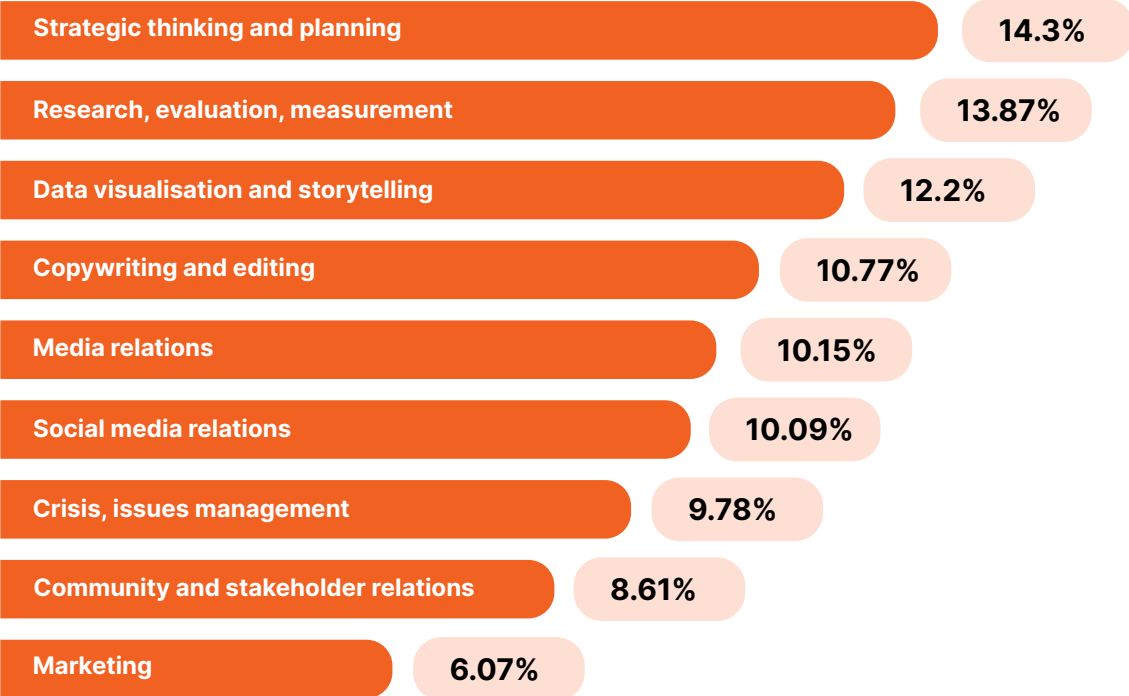 Strategic thinking and planning 14.3%
Research, evaluation, measurement 13.87%
Data visualisation and storytelling 12.2%
Copywriting and editing 10.77%
Media relations 10.15%
Social media relations 10.09%
Crisis, issues management 9.78%
Community and stakeholder relations 8.61%
Marketing 6.07%